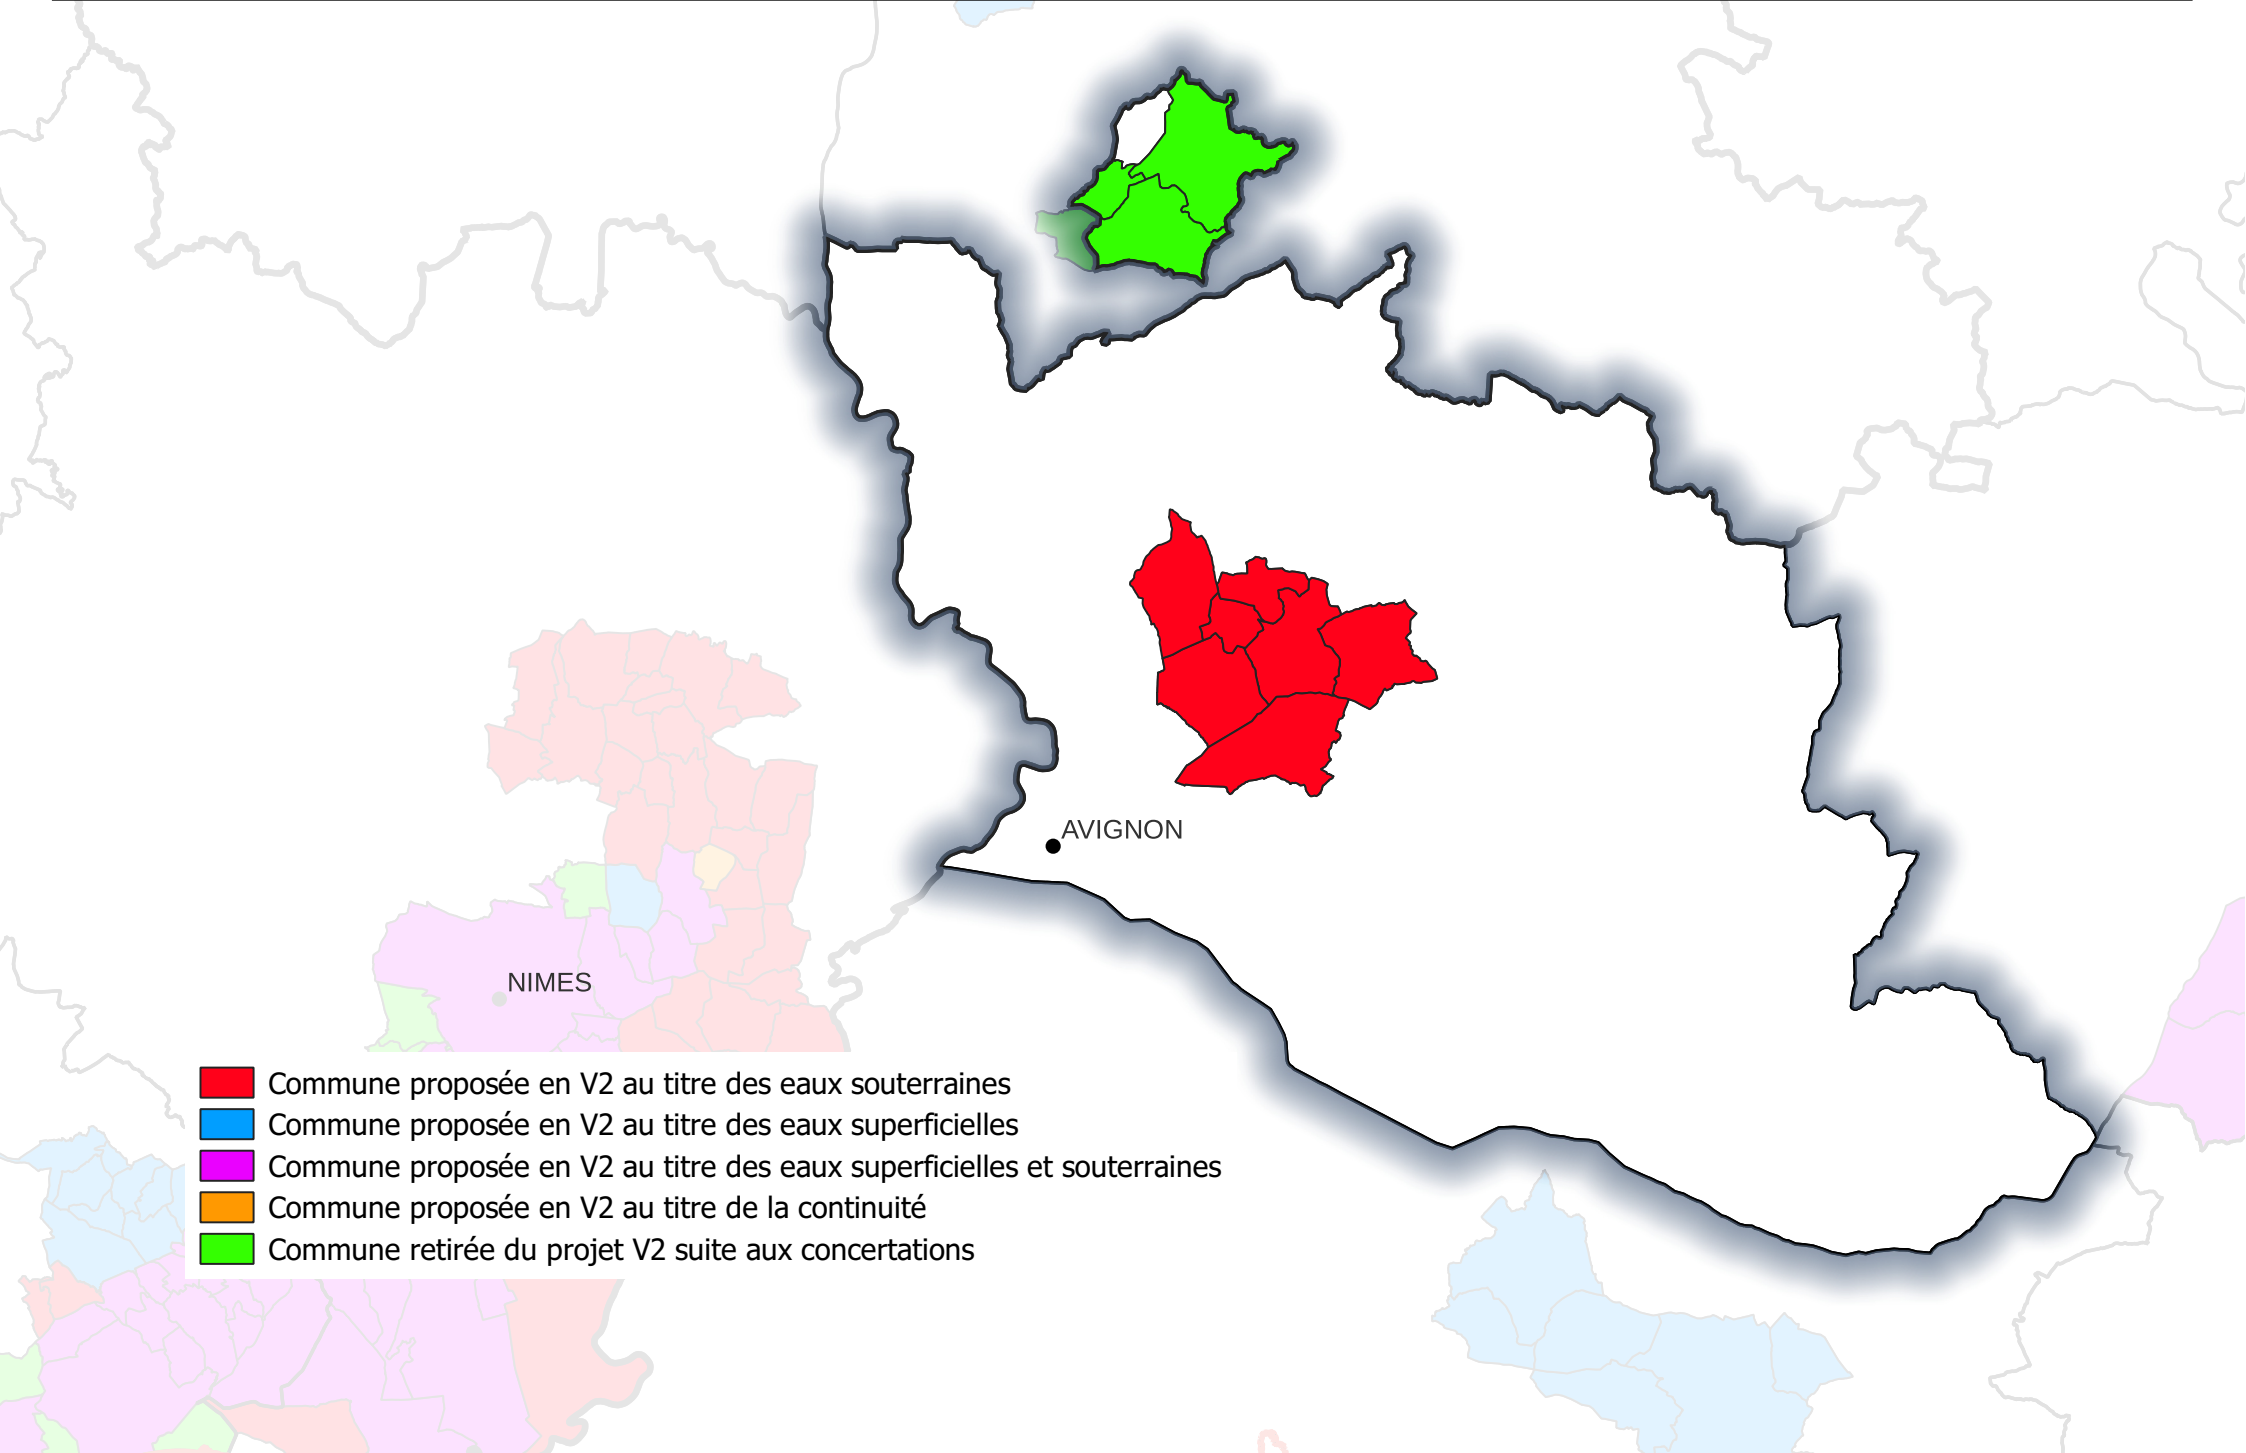 AVIGNON
NIMES
Commune proposée en V2 au titre des eaux souterraines
Commune proposée en V2 au titre des eaux superficielles
Commune proposée en V2 au titre des eaux superficielles et souterraines
Commune proposée en V2 au titre de la continuité
Commune retirée du projet V2 suite aux concertations